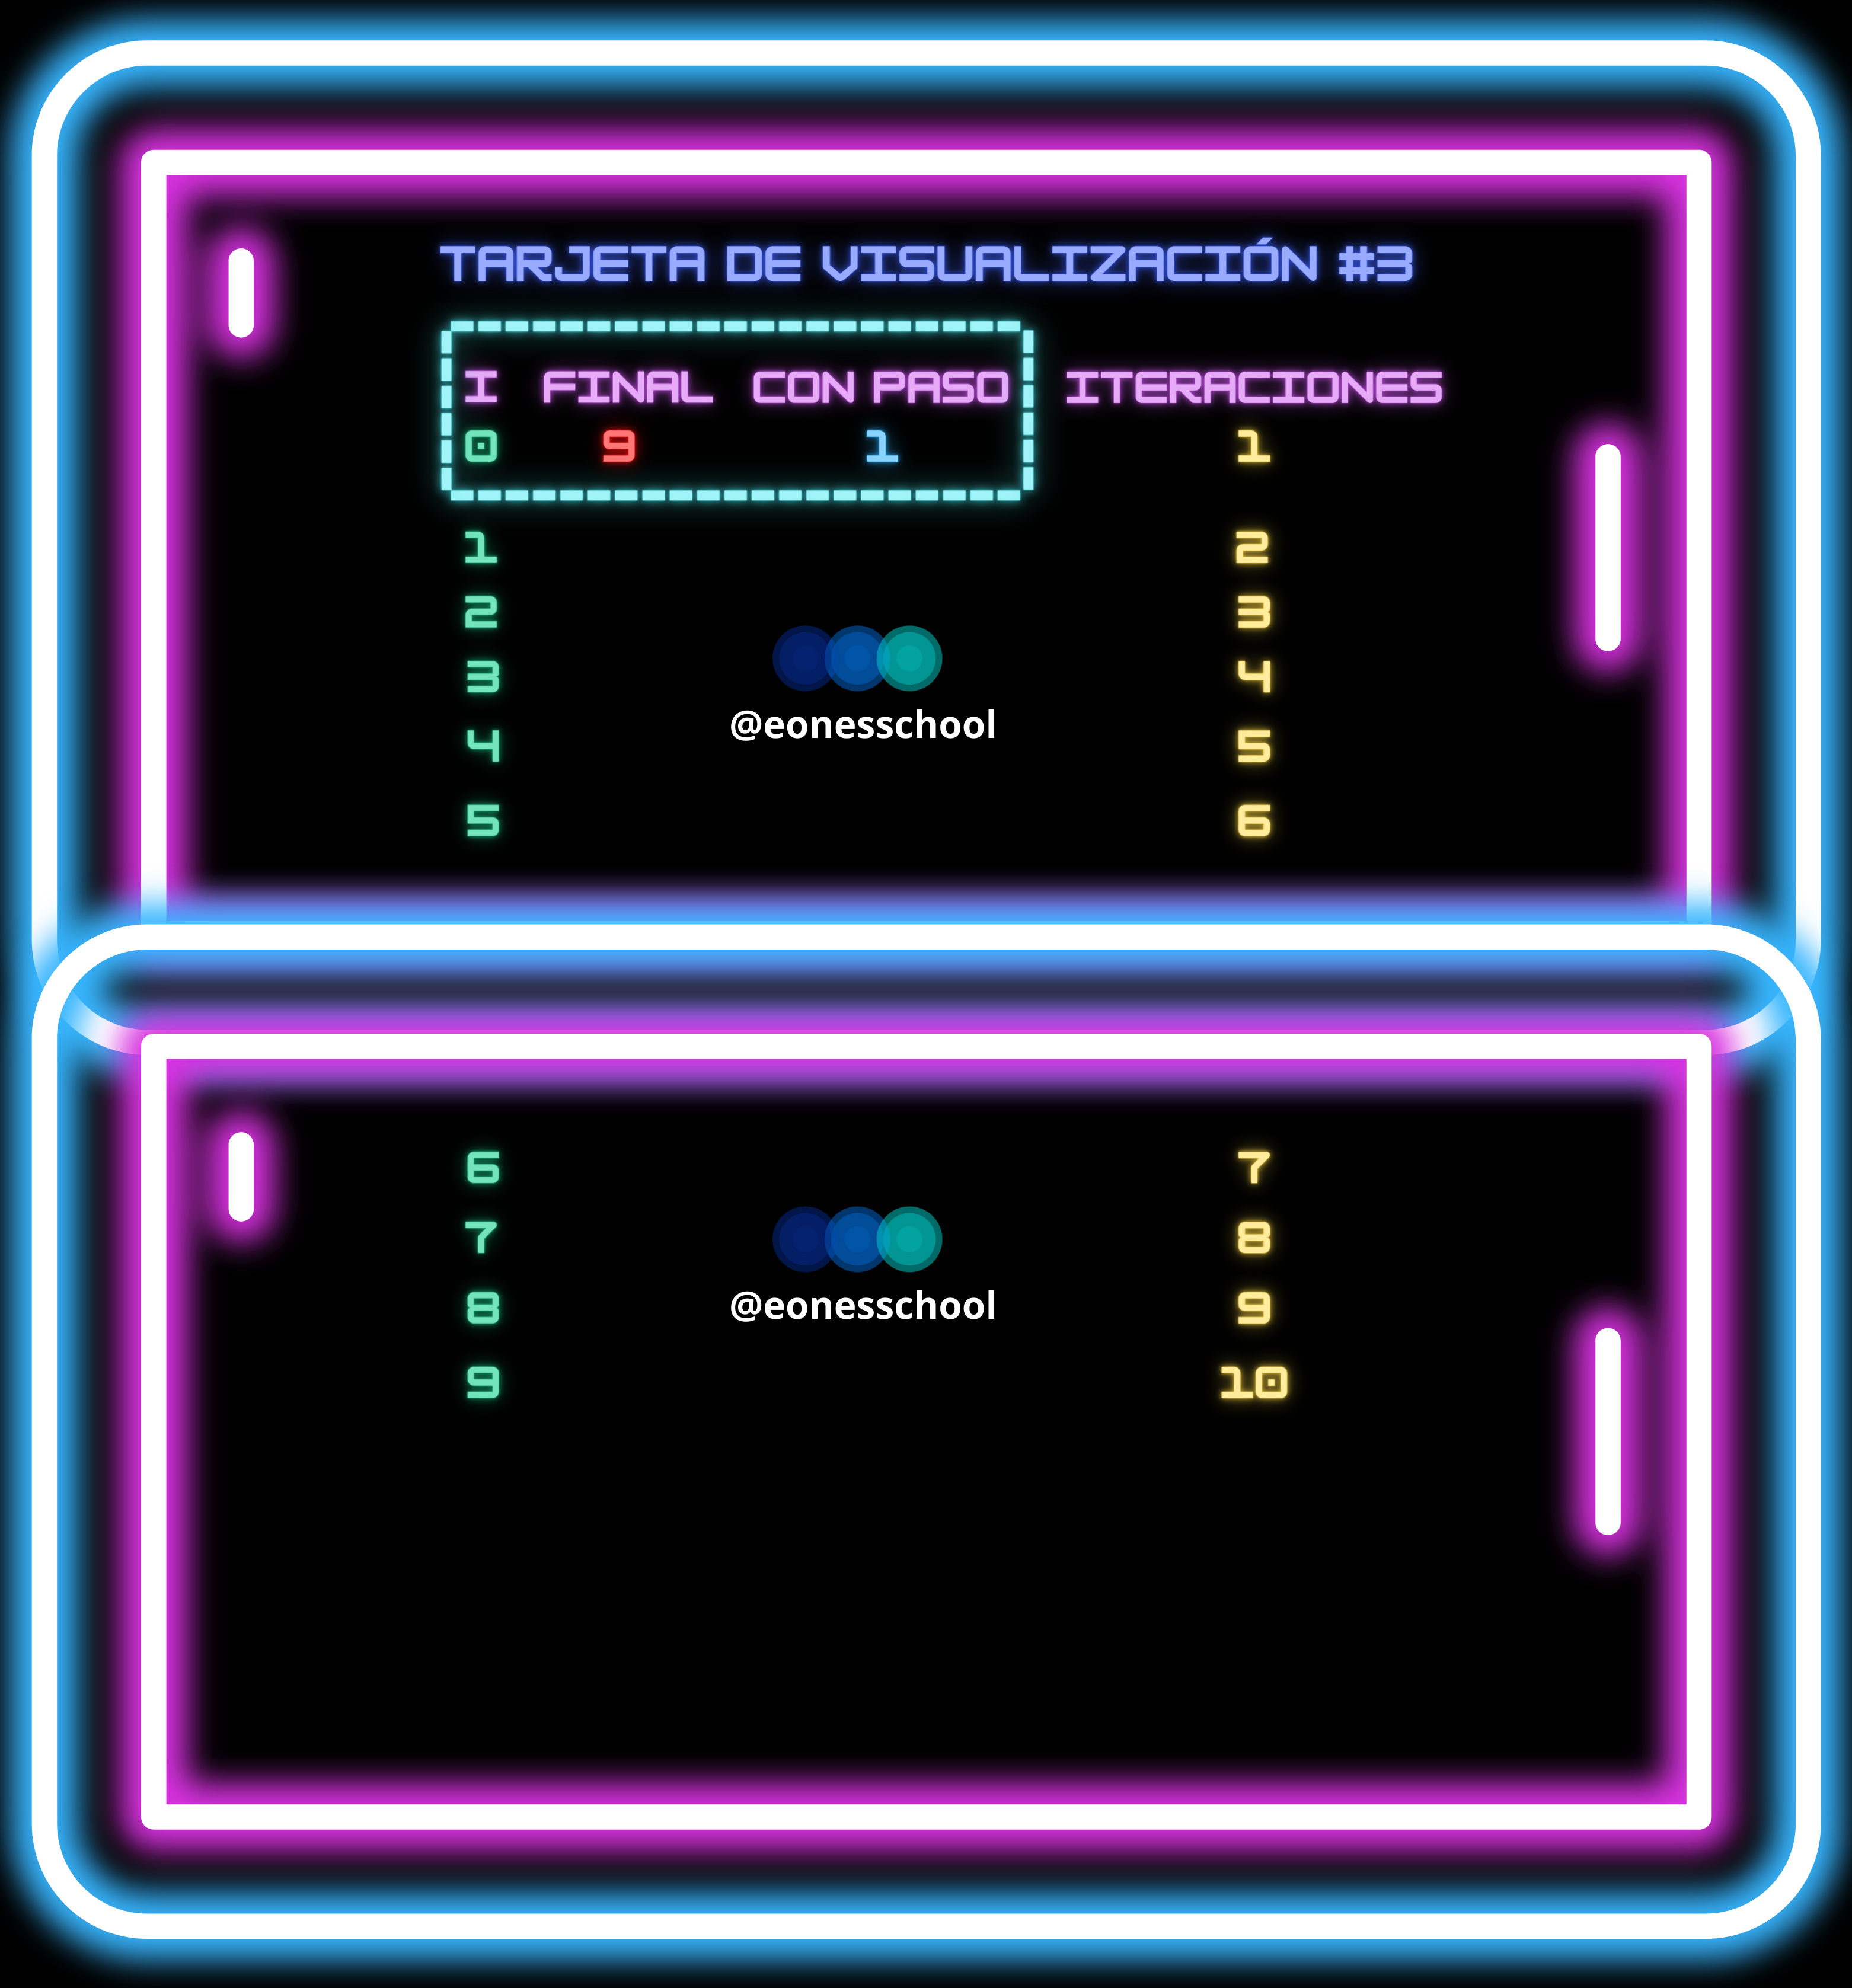 TARJETA DE VISUALIZACIÓN #3
I FINAL CON PASO ITERACIONES
0 9 1 1
1 2
2 3
3 4
@eonesschool
4 5
5 6
6 7
7 8
8 9
@eonesschool
9 10